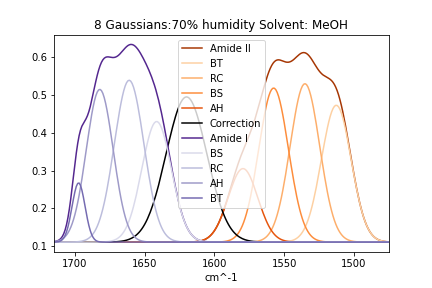 8 Gaussians:70% humidity Solvent: MeOH
0.6
0.5
0.4
0.3
0.2
0.1
Amide II
BT
RC
BS
AH
Correction
Amide I
BS
RC
AH
BT
1700
1650
1600
1550
1500
cm^-1